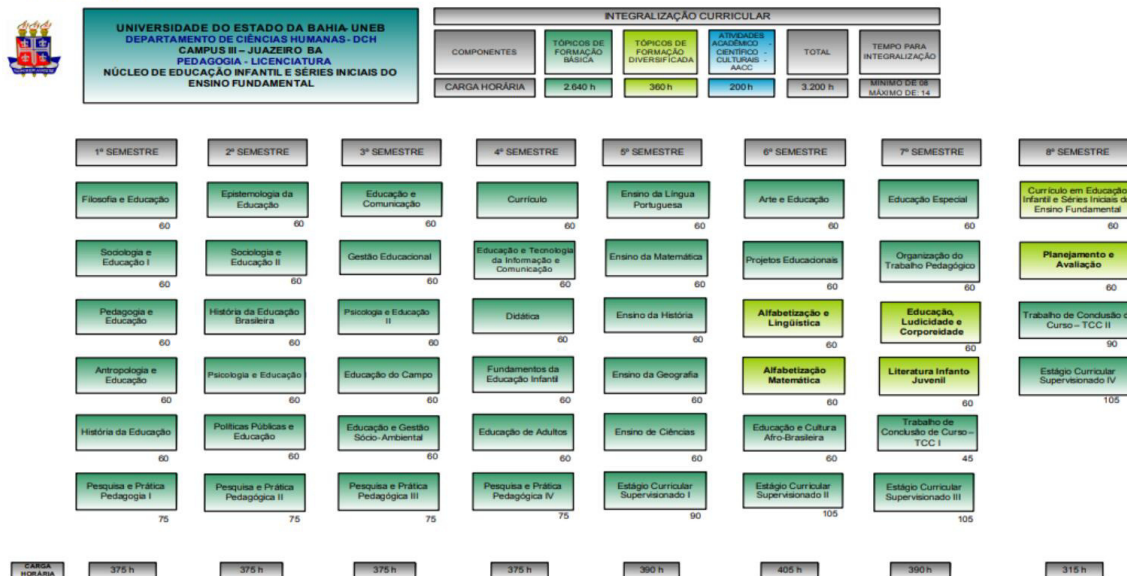 UNIVERSIDADE DO ESTADO DA BAHIA- UNEB
DEPARTAMENTO DE CIÊNCIAS HUMANAS - DCH
CAMPUS III – JUAZEIRO BA
PEDAGOGIA - LICENCIATURA
NÚCLEO DE EDUCAÇÃO INFANTIL E SÉRIES INICIAIS DO
ENSINO FUNDAMENTAL
INTEGRALIZAÇÃO CURRICULAR
COMPONENTES
TÓPICOS DE
FORMAÇÃO
BÁSICA
TÓPICOS DE
FORMAÇÃO
DIVERSIFICADA
ATIVIDADES
ACADÊMICO -
CIENTÍFICO -
CULTURAIS -
AACC
TOTAL
TEMPO PARA
INTEGRALIZAÇÃO
CARGA HORÁRIA
2.640 h
360 h
200 h
3.200 h
MÍNIMO DE 08
MÁXIMO DE: 14
1º SEMESTRE
2º SEMESTRE
3º SEMESTRE
4º SEMESTRE
5º SEMESTRE
6º SEMESTRE
7º SEMESTRE
8º SEMESTRE
Filosofia e Educação
60
Epistemologia da
Educação
60
Educação e
Comunicação
60
Currículo
60
Ensino da Língua
Portuguesa
60
Arte e Educação
60
Educação Especial
60
Currículo em Educação
Infantil e Séries Iniciais do
Ensino Fundamental
60
Sociologia e
Educação I
60
Sociologia e
Educação II
60
Gestão Educacional
60
Educação e Tecnologia
da Informação e
Comunicação
60
Ensino da Matemática
60
Projetos Educacionais
60
Organização do
Trabalho Pedagógico
60
Planejamento e
Avaliação
60
Pedagogia e
Educação
60
História da Educação
Brasileira
60
Psicologia e Educação
II
60
Didática
60
Ensino da História
60
Alfabetização e
Lingüística
60
Educação,
Ludicidade e
Corporeidade
60
Trabalho de Conclusão d
Curso – TCC II
90
Antropologia e
Educação
60
Psicologia e Educação I
60
Educação do Campo
60
Fundamentos da
Educação Infantil
60
Ensino da Geografia
60
Alfabetização
Matemática
60
Literatura Infanto
Juvenil
60
Estágio Curricular
Supervisionado IV
105
História da Educação
60
Políticas Públicas e
Educação
60
Educação e Gestão
Sócio-Ambiental
60
Educação de Adultos
60
Ensino de Ciências
60
Educação e Cultura
Afro-Brasileira
60
Trabalho de
Conclusão de Curso –
TCC I
45
Pesquisa e Prática
Pedagogia I
75
Pesquisa e Prática
Pedagógica II
75
Pesquisa e Prática
Pedagógica III
75
Pesquisa e Prática
Pedagógica IV
75
Estágio Curricular
Supervisionado I
90
Estágio Curricular
Supervisionado II
105
Estágio Curricular
Supervisionado III
105
CARGA
HORÁRIA
375 h
375 h
375 h
375 h
390 h
405 h
390 h
315 h